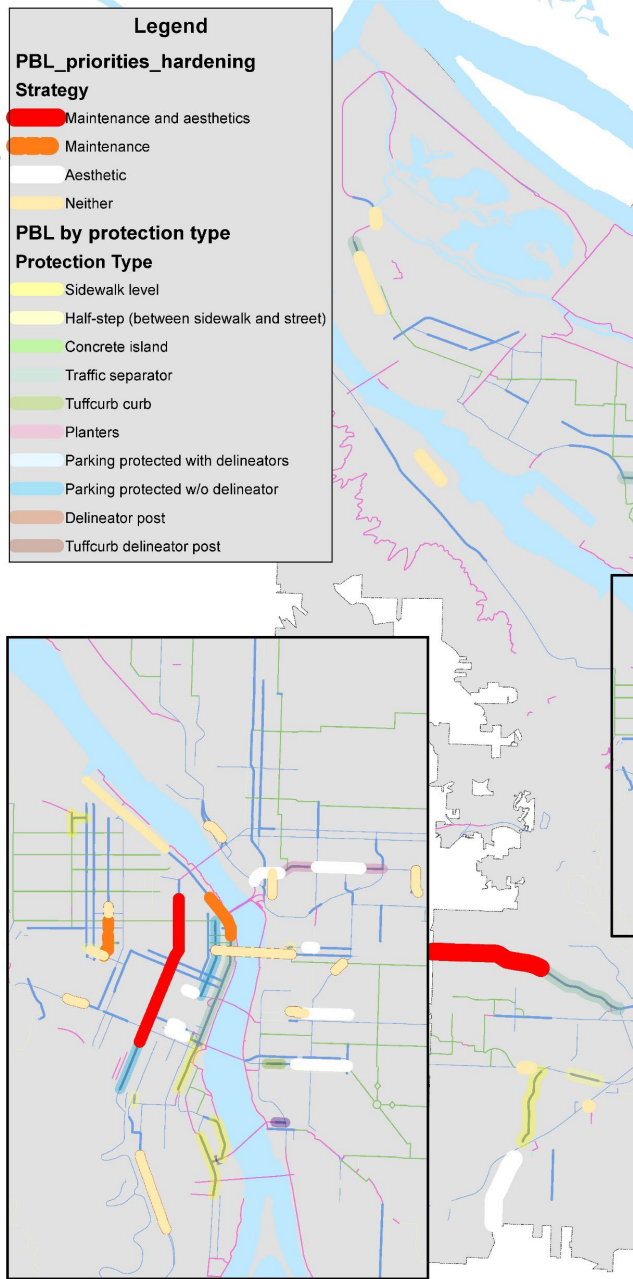 Legend
PBL_priorities_hardening
Strategy
Maintenance and aesthetics
Maintenance
Aesthetic
Neither
PBL by protection type
Protection Type
Sidewalk level
Half-step (between sidewalk and street)
Concrete island
Traffic separator
Tuffcurb curb
Planters
Parking protected with delineators
Parking protected w/o delineator
Delineator post
Tuffcurb delineator post